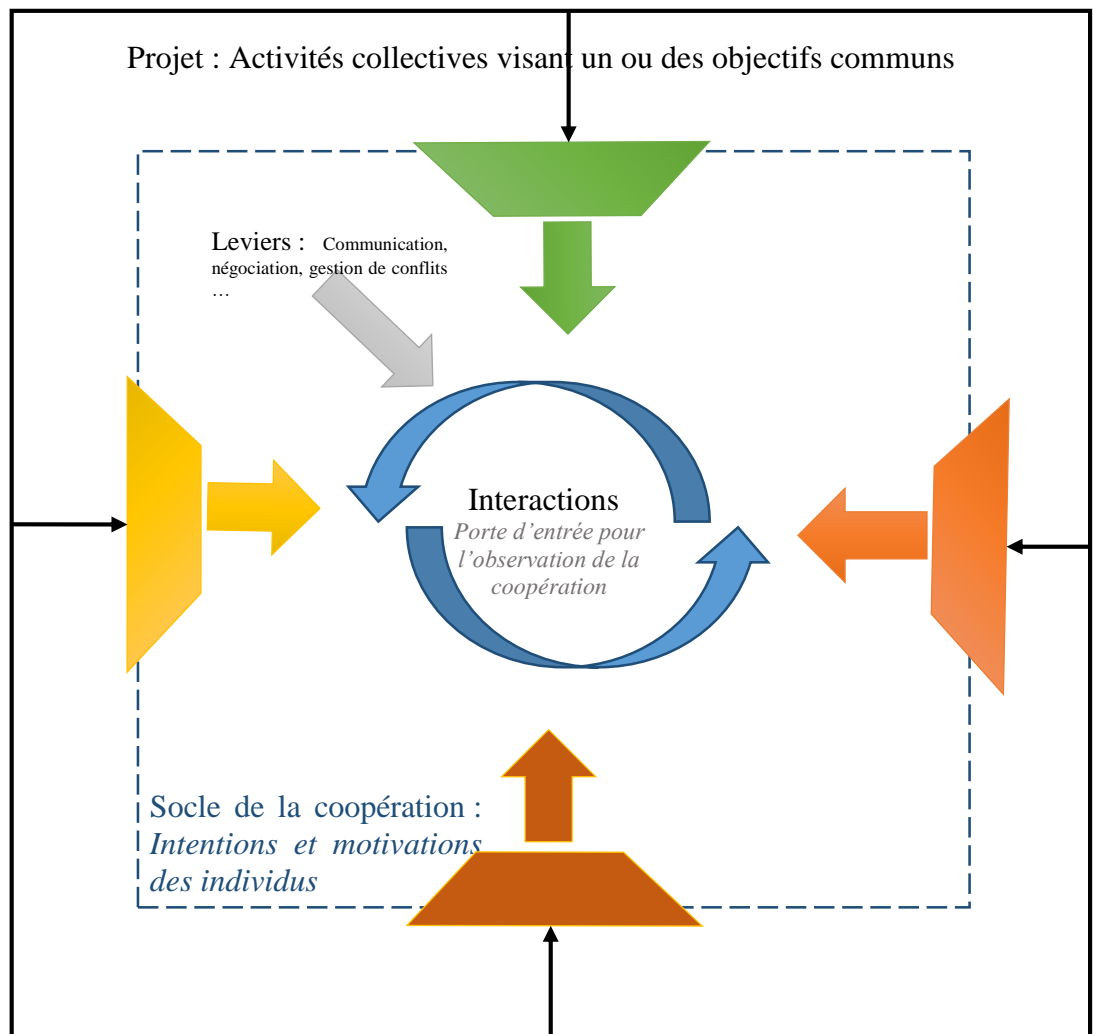 Projet : Activités collectives visant un ou des objectifs communs
Leviers : Communication,
négociation, gestion de conflits
…
Interactions
Porte d’entrée pour
l’observation de la
coopération
Socle de la coopération :
Intentions et motivations
des individus